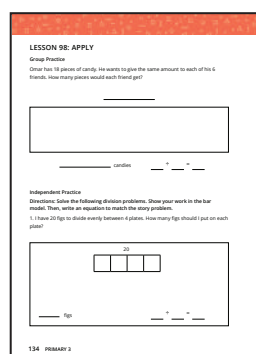 LESSON 98: APPLY
Group Practice
Omar has 18 pieces of candy. He wants to give the same amount to each of his 6
friends. How many pieces would each friend get?
candies ÷ =
Independent Practice
Directions: Solve the following division problems. Show your work in the bar
model. Then, write an equation to match the story problem.
1. I have 20 figs to divide evenly between 4 plates. How many figs should I put on each
plate?
20
figs ÷ =
134 PRIMARY 3